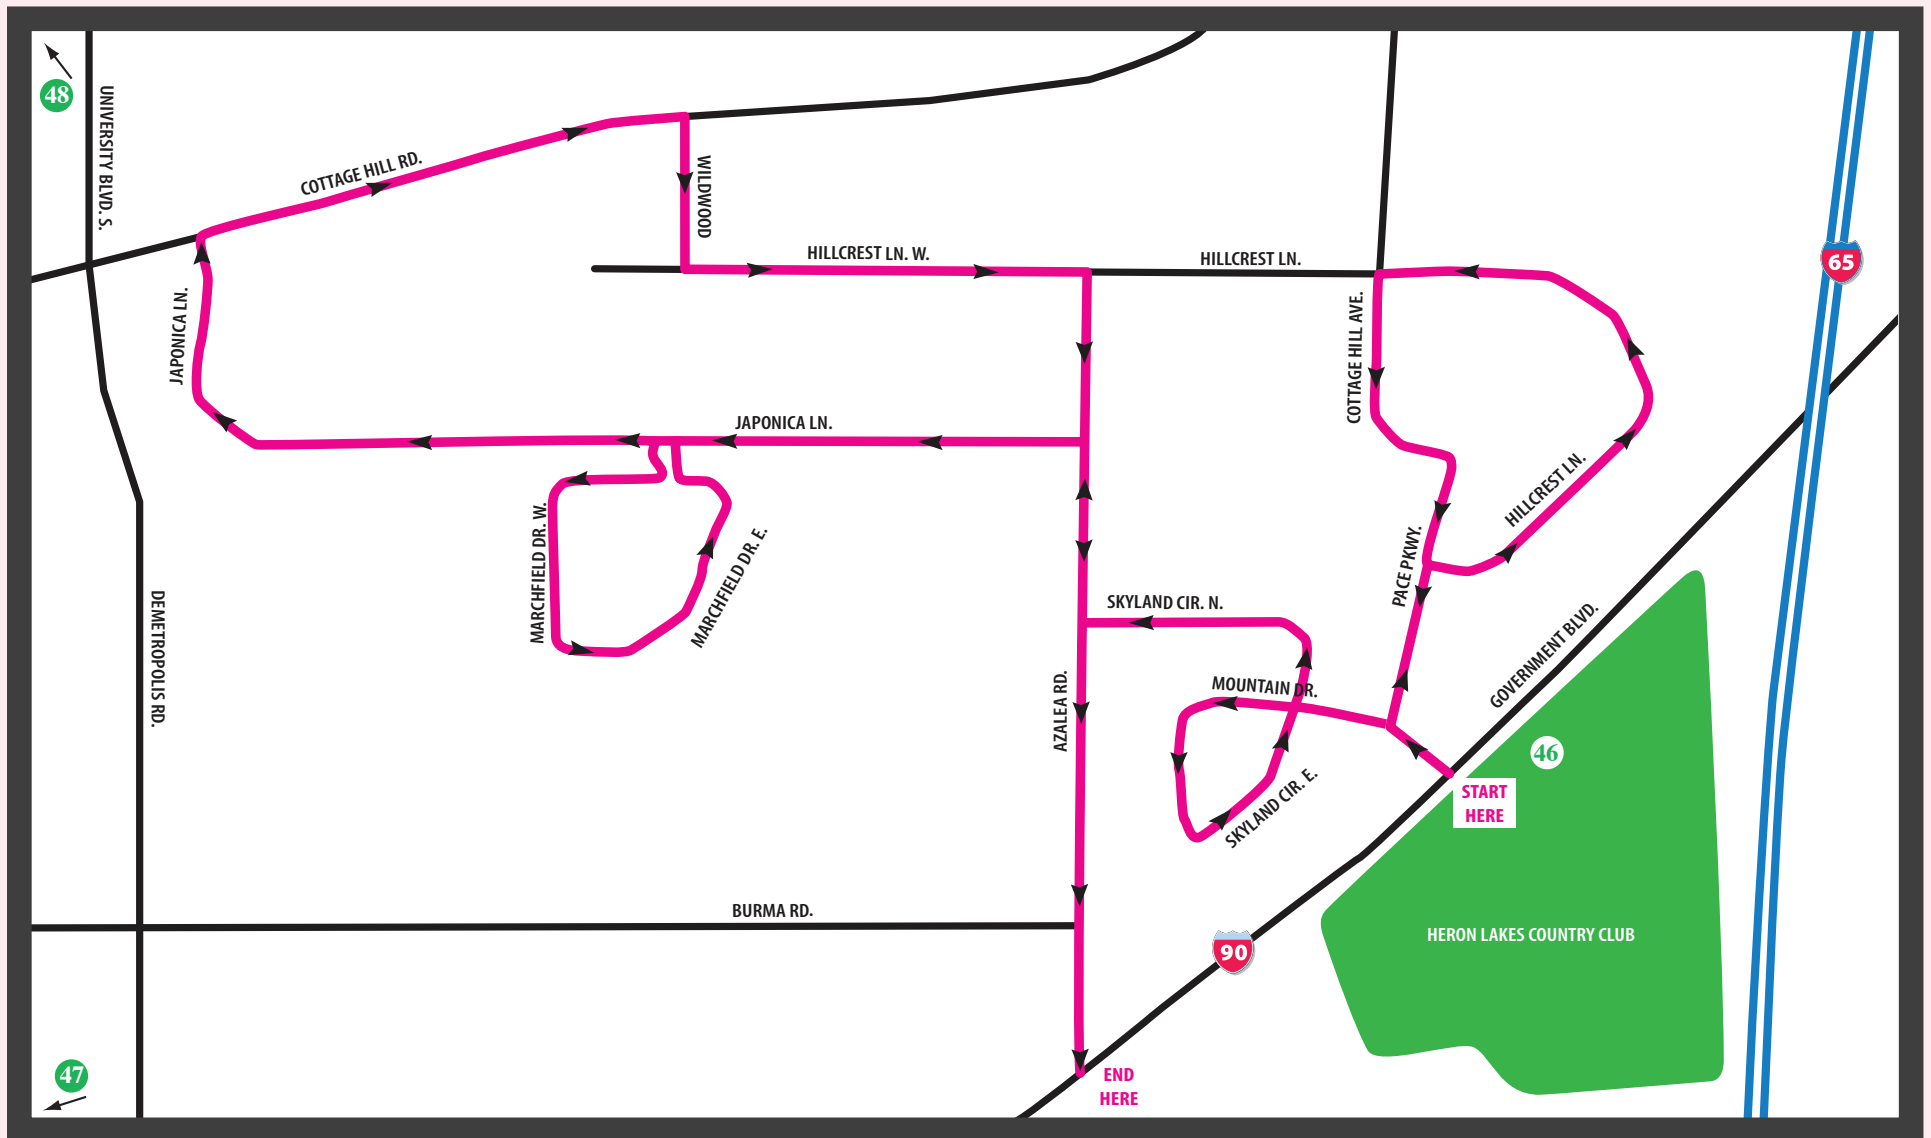 48
UNIVERSITY BLVD. S.
COTTAGE HILL RD.
WILDWOOD
HILLCREST LN. W.
HILLCREST LN.
65
JAPONICA LN.
COTTAGE HILL AVE.
JAPONICA LN.
HILLCREST LN.
MARCHFIELD DR. W.
MARCHFIELD DR. E.
PACE PKWY.
SKYLAND CIR. N.
DEMETROPOLIS RD.
AZALEA RD.
MOUNTAIN DR.
GOVERNMENT BLVD.
46
START
HERE
SKYLAND CIR. E.
BURMA RD.
90
HERON LAKES COUNTRY CLUB
47
END
HERE